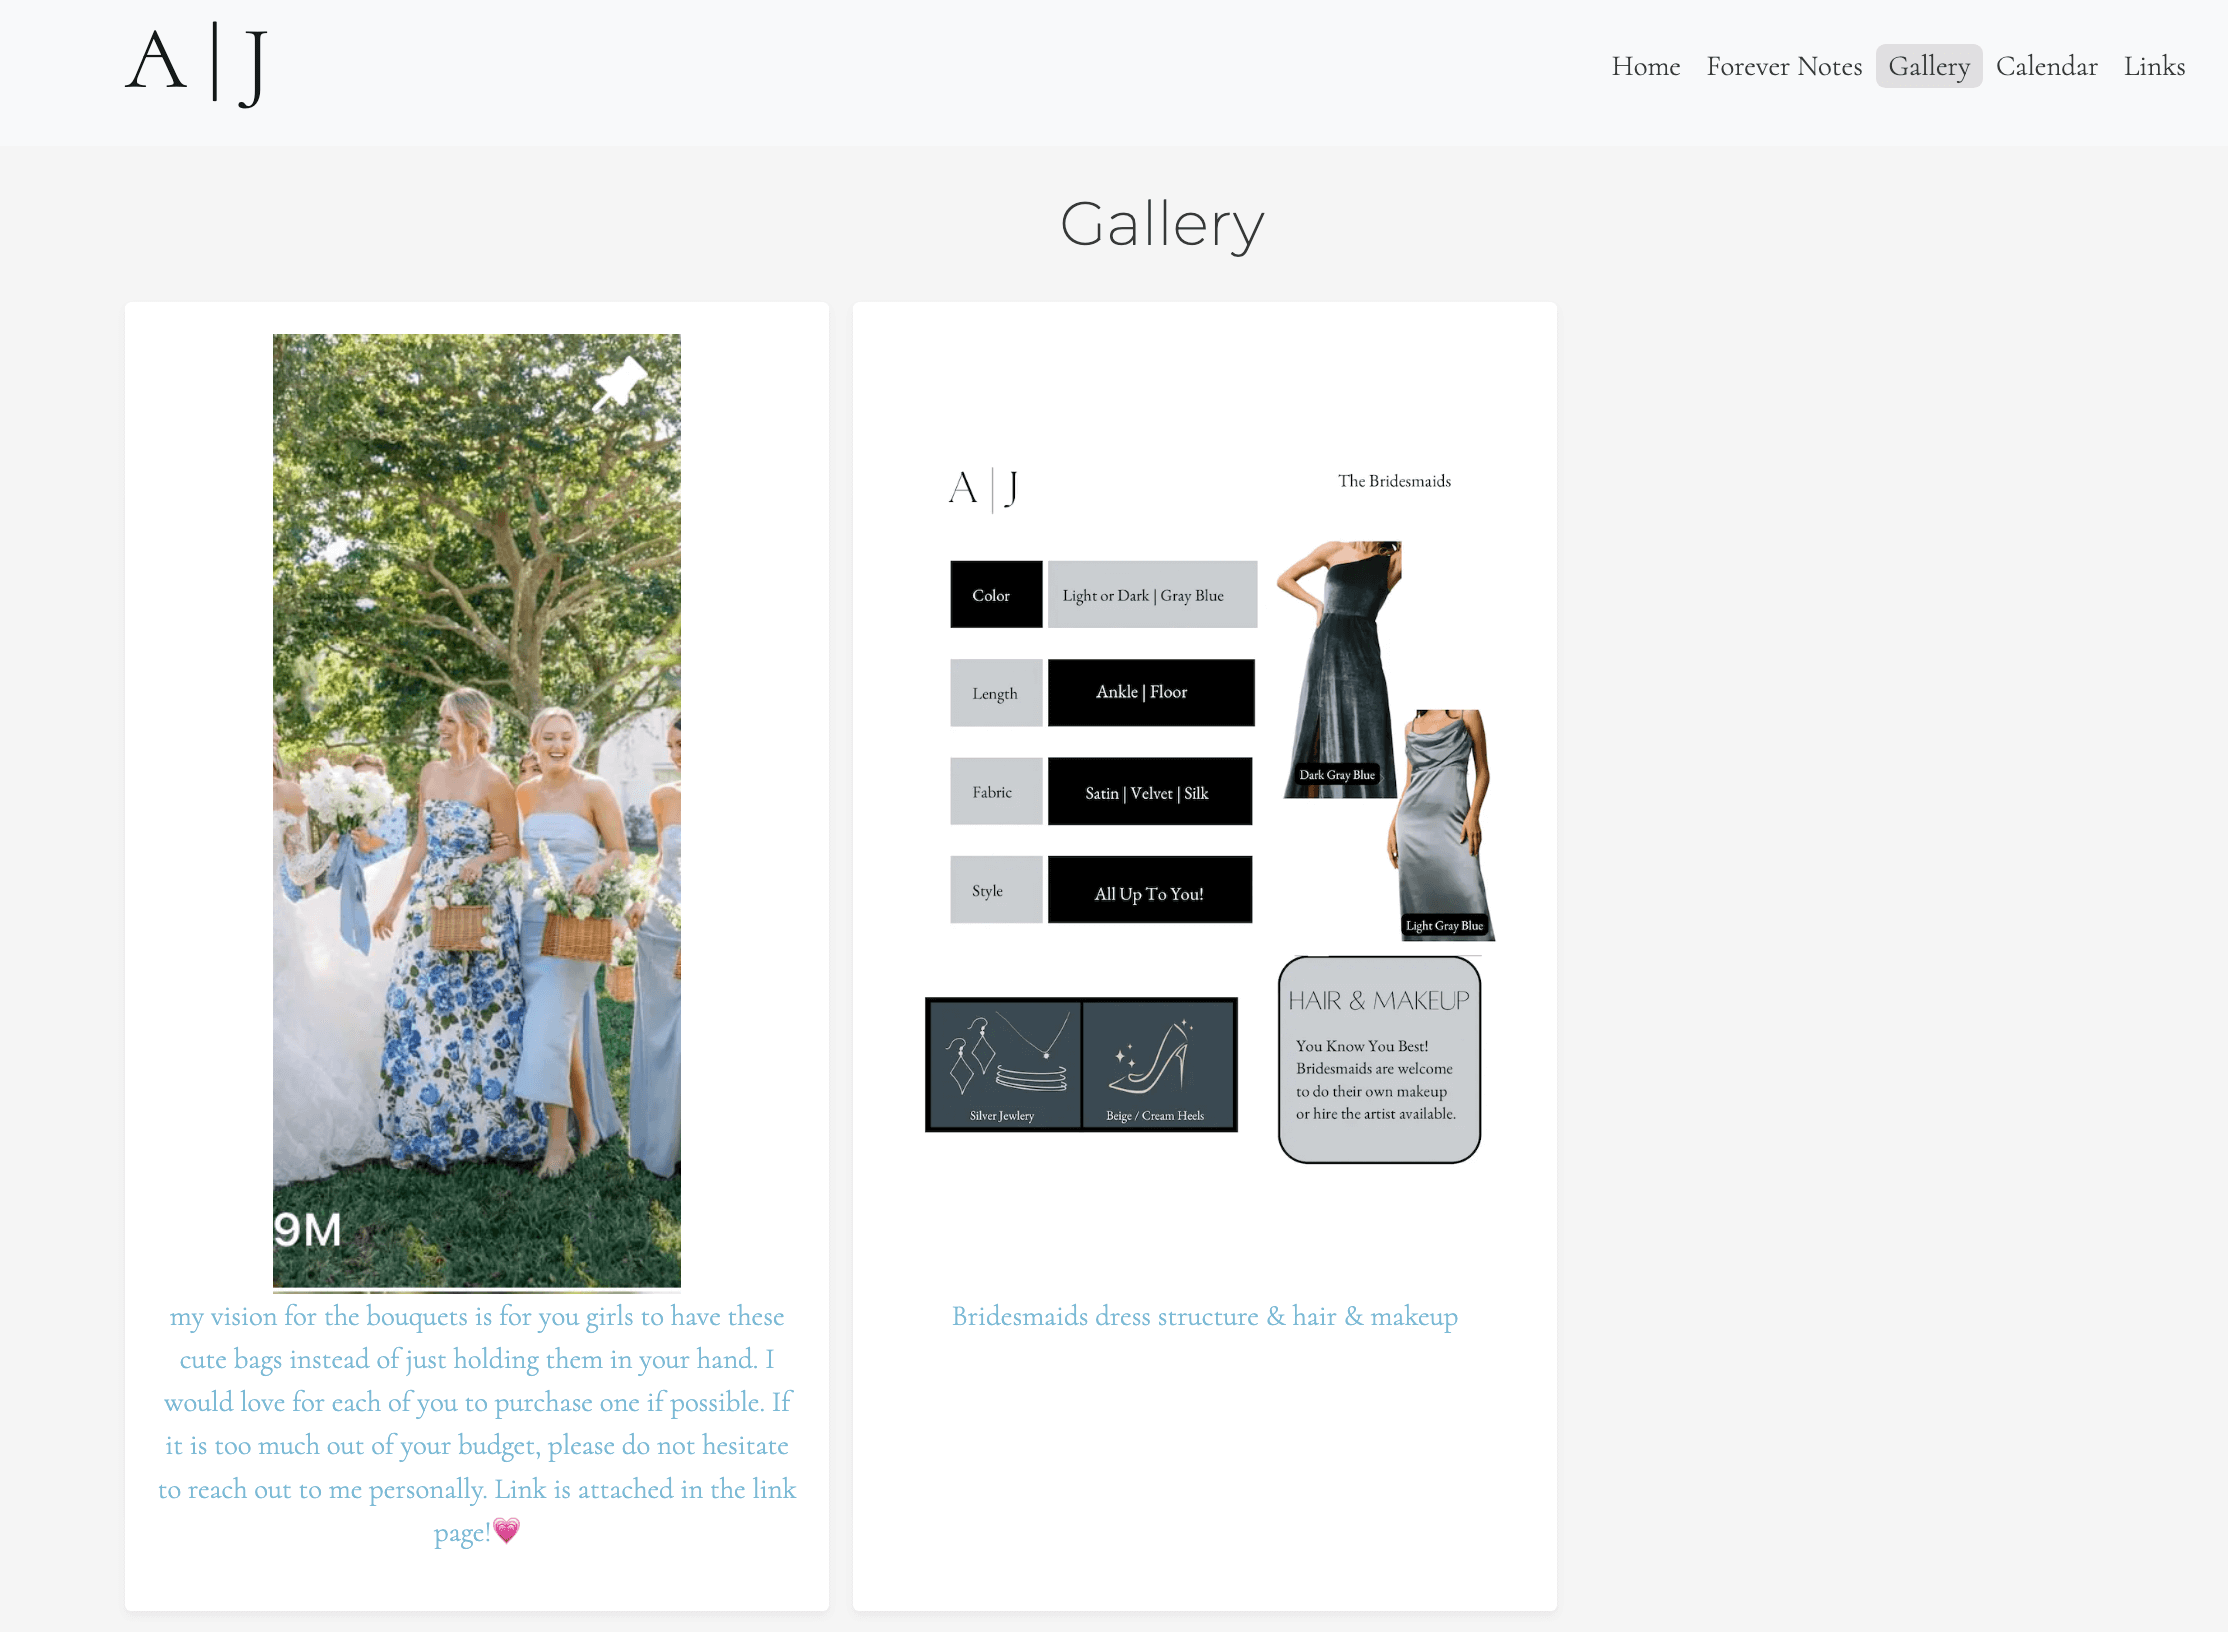 A | J
Home Forever Notes Gallery Calendar Links
Gallery
9M
my vision for the bouquets is for you girls to have these
cute bags instead of just holding them in your hand. I
would love for each of you to purchase one if possible. If
it is too much out of your budget, please do not hesitate
to reach out to me personally. Link is attached in the link
page!💗
A | J
The Bridesmaids
Color Light or Dark | Gray Blue
Length Ankle | Floor
Fabric Satin | Velvet | Silk
Style All Up To You!
Dark Gray Blue
Light Gray Blue
Silver Jewlery
Beige / Cream Heels
HAIR & MAKEUP
You Know You Best!
Bridesmaids are welcome
to do their own makeup
or hire the artist available.
Bridesmaids dress structure & hair & makeup